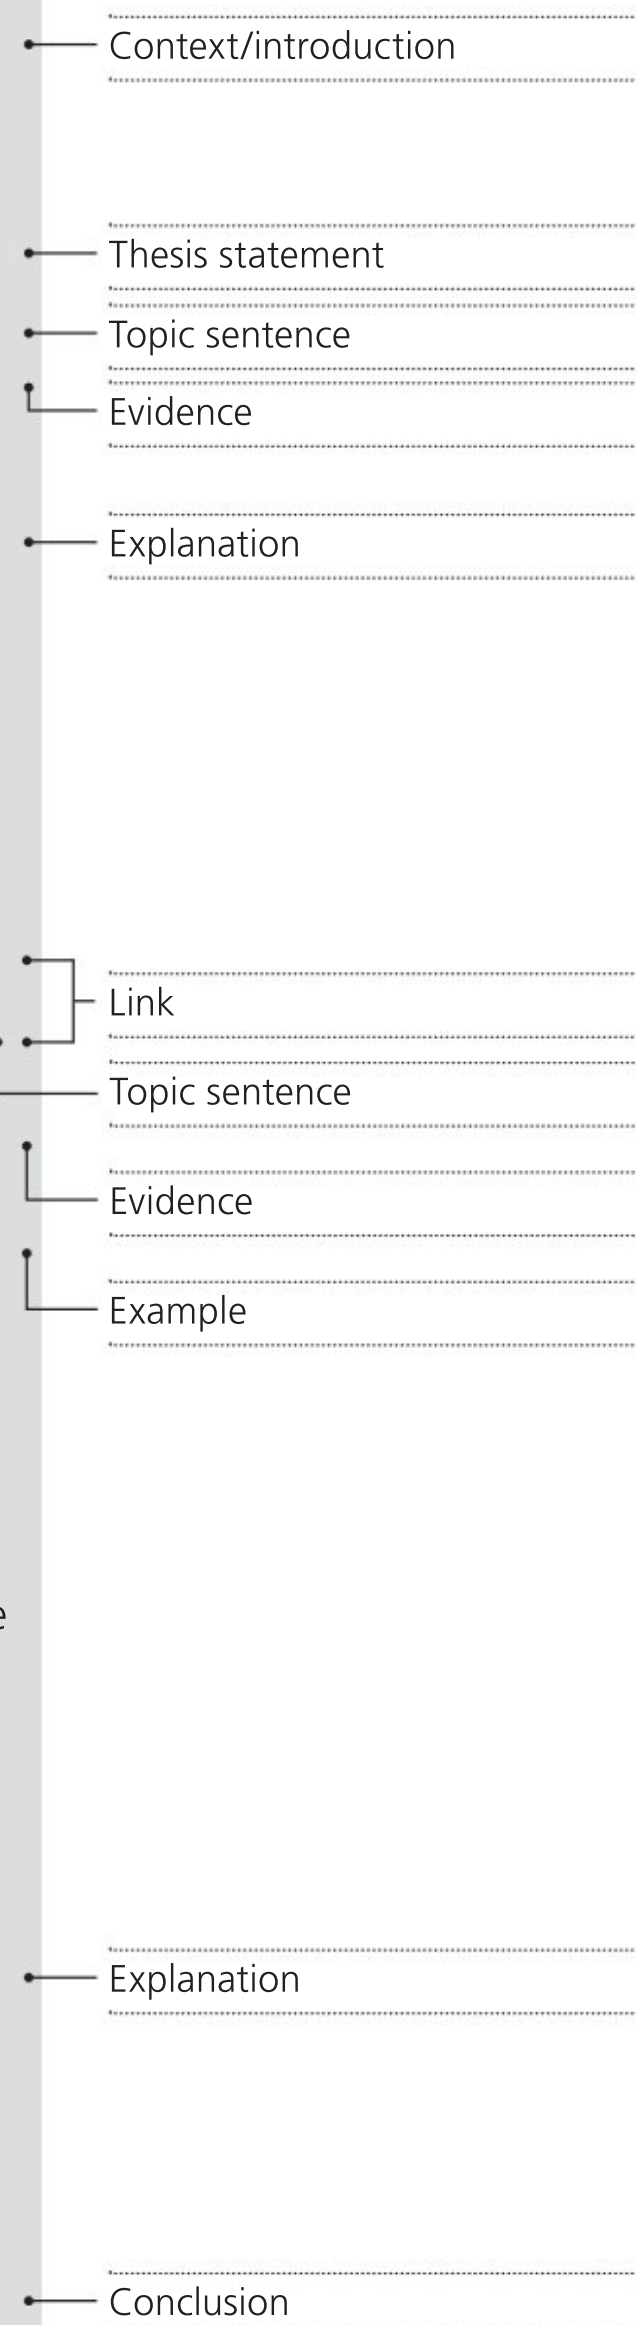 Context/introduction
Thesis statement
Topic sentence
Evidence
Explanation
Link
Topic sentence
Evidence
Example
e
Explanation
Conclusion